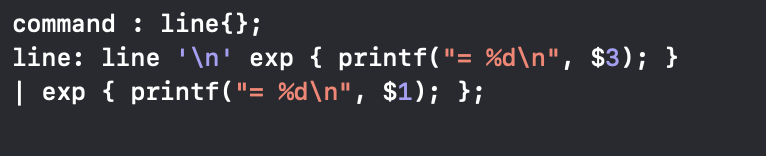 command : line{};
line: line '\n' exp { printf("= %d\n", $3); }
| exp { printf("= %d\n", $1); };